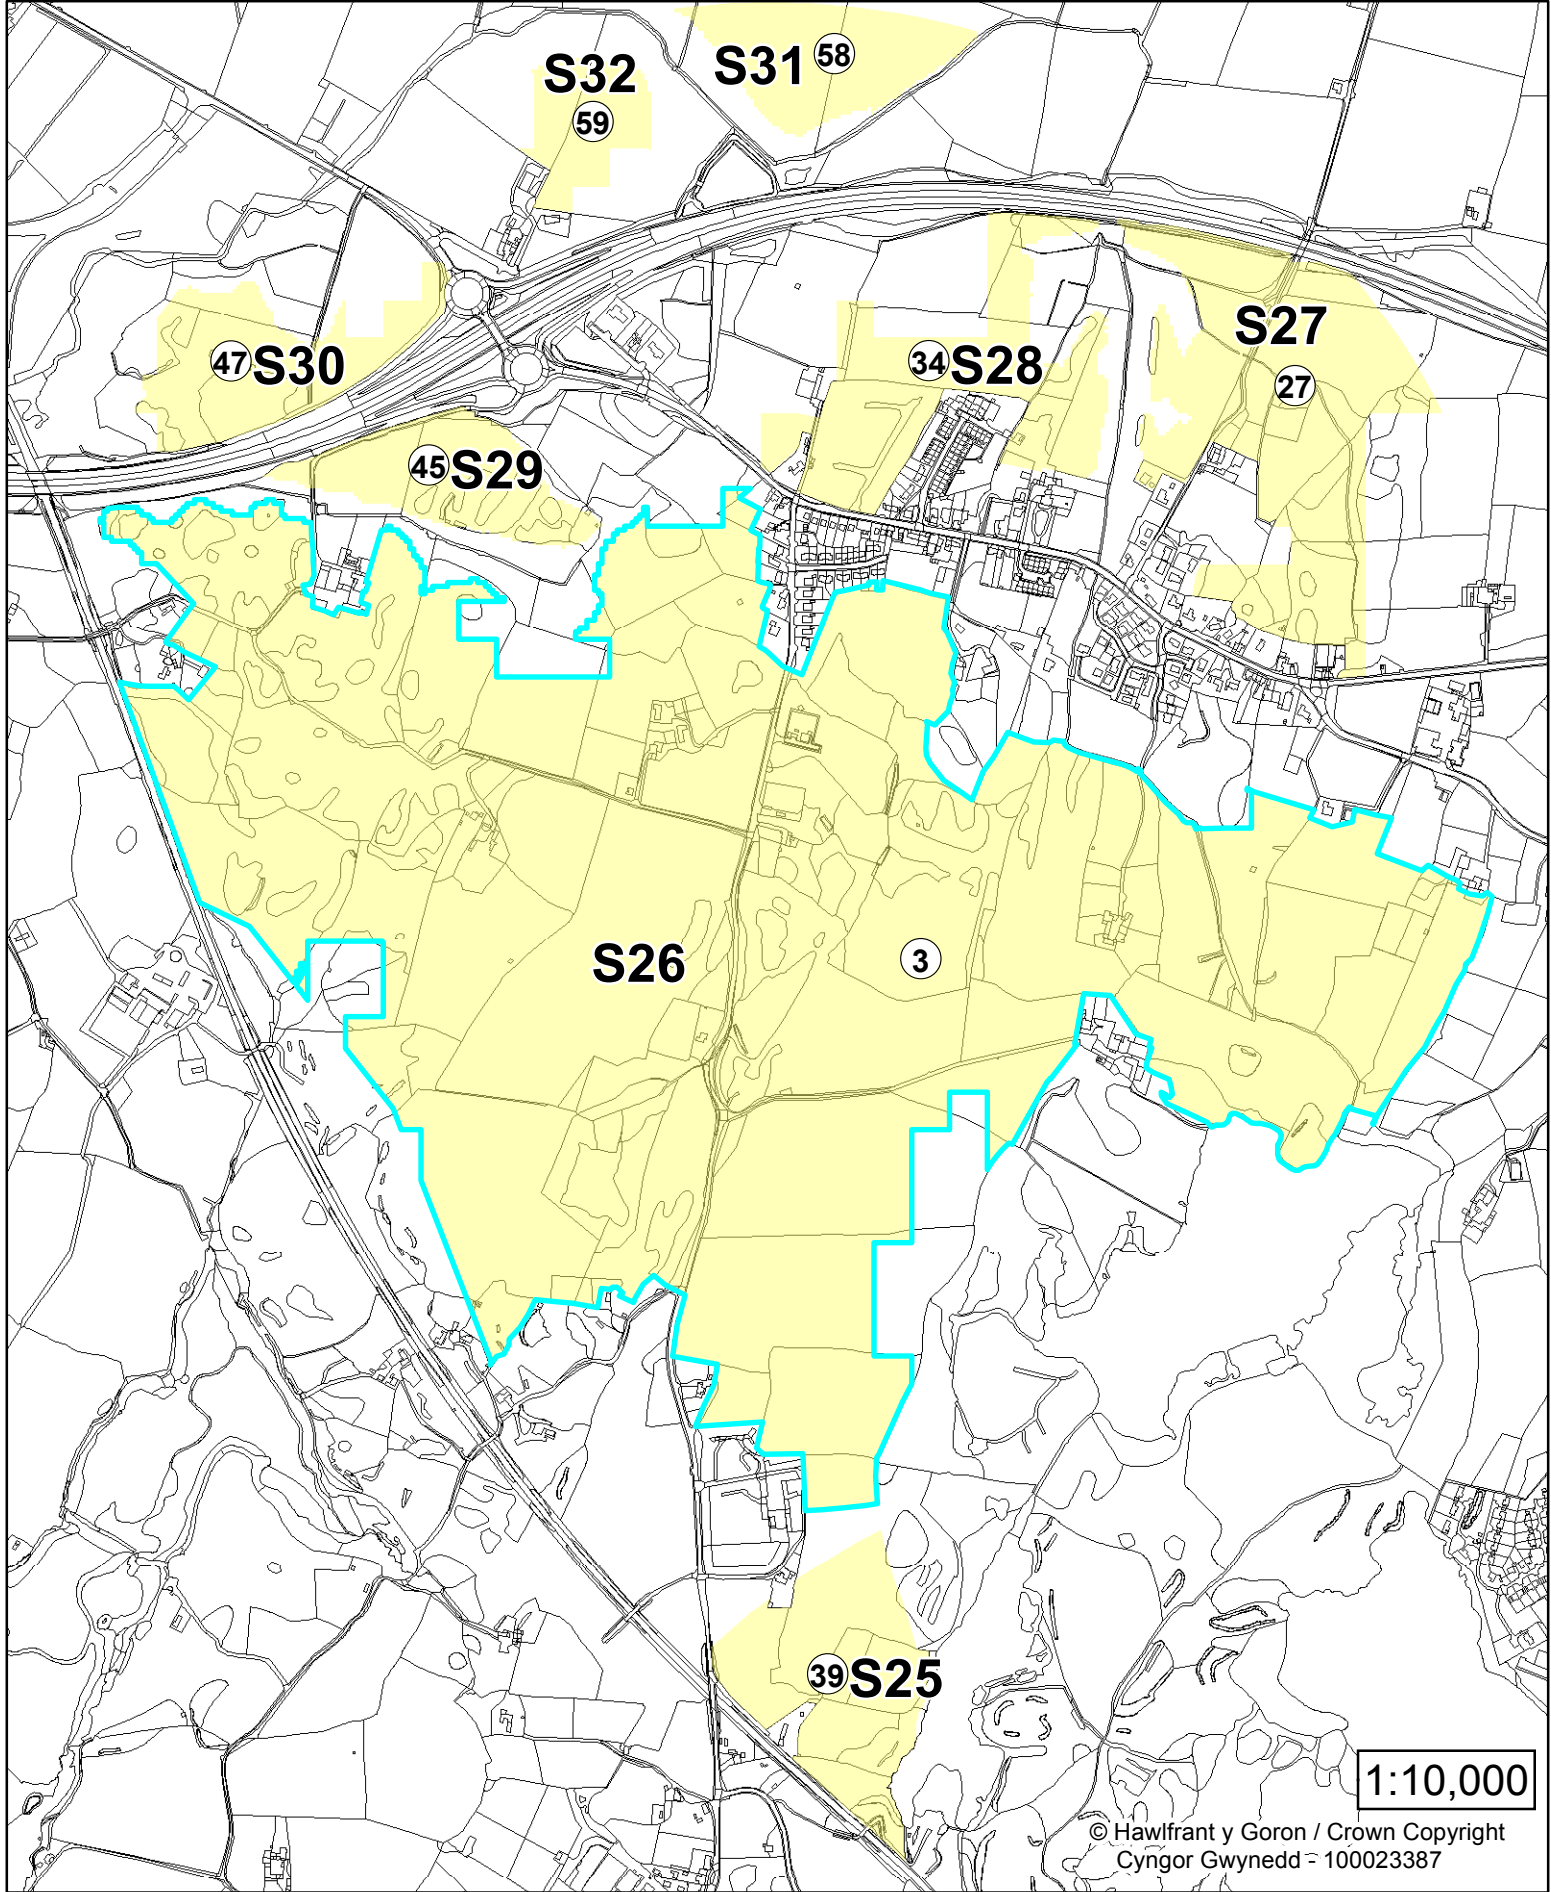 S32
59
S31 58
47 S30
45 S29
34 S28
S27
27
S26
3
39 S25
1:10,000
© Hawlfrant y Goron / Crown Copyright
Cyngor Gwynedd - 100023387